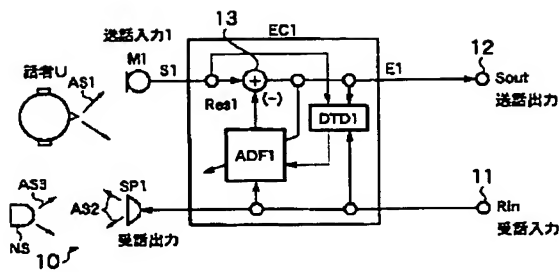 送話入力1
13
EC1
12
話者U
AS1
M1
S1
E1
Sout
送話出力
Res1
(-)
DTD1
ADF1
11
AS3
AS2
SP1
Rin
NS
受話出力
受話入力
10